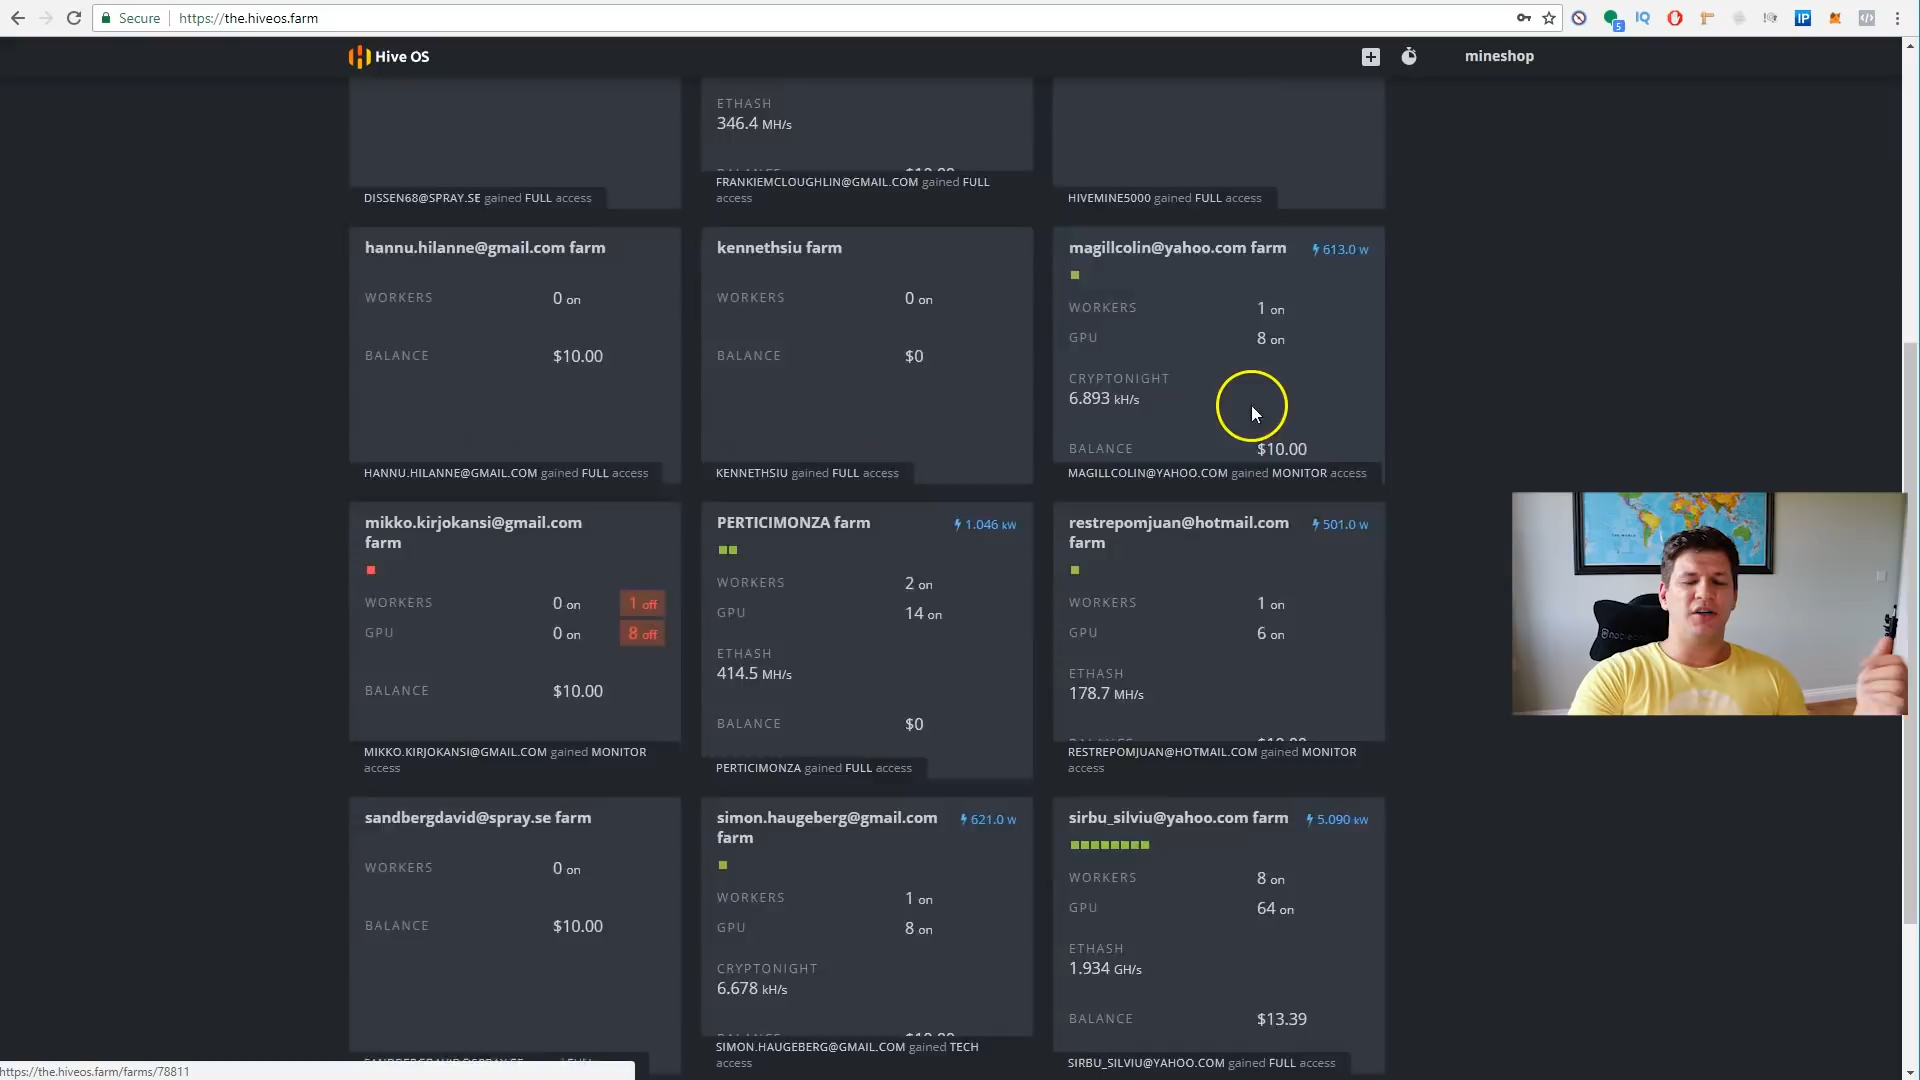 Secure
https://the.hiveos.farm
5
IQ
IP
Hive OS
mineshop
ETHASH
346.4 MH/s
DISSEN68@SPRAY.SE gained FULL access
FRANKIEMCLOUGHLIN@GMAIL.COM gained FULL
access
HIVEMINE5000 gained FULL access
hannu.hilanne@gmail.com farm
WORKERS 0 on
BALANCE $10.00
HANNU.HILANNE@GMAIL.COM gained FULL access
kennethsiu farm
WORKERS 0 on
BALANCE $0
KENNETHSIU gained FULL access
magillcolin@yahoo.com farm 613.0 W
WORKERS 1 on
GPU 8 on
CRYPTONIGHT
6.893 kH/s
BALANCE $10.00
MAGILLCOLIN@YAHOO.COM gained MONITOR access
mikko.kirjokansi@gmail.com
farm
WORKERS 0 on 1 off
GPU 0 on 8 off
BALANCE $10.00
MIKKO.KIRJOKANSI@GMAIL.COM gained MONITOR
access
PERTICIMONZA farm 1.046 kW
WORKERS 2 on
GPU 14 on
ETHASH
414.5 MH/s
BALANCE $0
PERTICIMONZA gained FULL access
restrepomjuan@hotmail.com 501.0 W
farm
WORKERS 1 on
GPU 6 on
ETHASH
178.7 MH/s
RESTREPOMJUAN@HOTMAIL.COM gained MONITOR
access
sandbergdavid@spray.se farm
WORKERS 0 on
BALANCE $10.00
simon.haugeberg@gmail.com 621.0 W
farm
WORKERS 1 on
GPU 8 on
CRYPTONIGHT
6.678 kH/s
SIMON.HAUGEBERG@GMAIL.COM gained TECH
access
sirbu_silviu@yahoo.com farm 5.090 kW
WORKERS 8 on
GPU 64 on
ETHASH
1.934 GH/s
BALANCE $13.39
SIRBU_SILVIU@YAHOO.COM gained FULL access
https://the.hiveos.farm/farms/78811